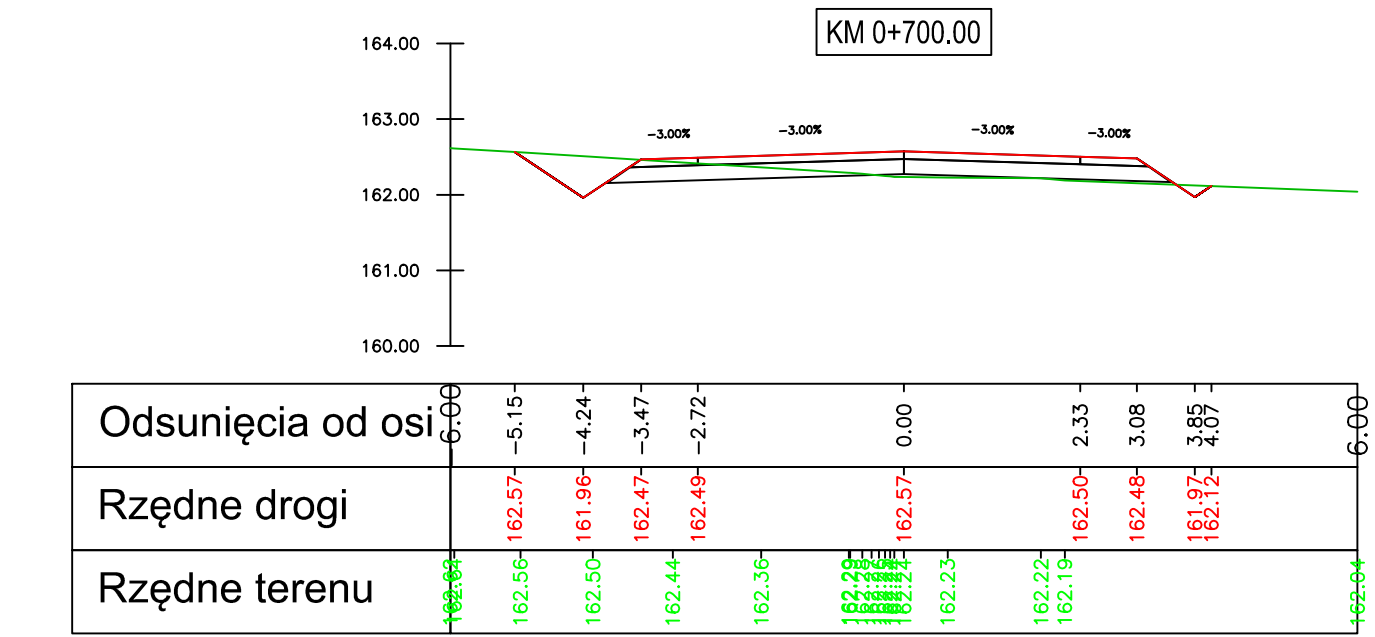 KM 0+700.00
164.00
163.00
162.00
161.00
160.00
-3.00% -3.00% -3.00% -3.00%
Odsunięcia od osi -6.00 -5.15 -4.24 -3.47 -2.72 0.00 2.33 3.08 3.85 4.07 6.00
Rzędne drogi 162.57 161.96 162.47 162.49 162.57 162.50 162.48 161.97 162.12
Rzędne terenu 162.56 162.50 162.44 162.36 162.29 162.24 162.23 162.22 162.19 162.04